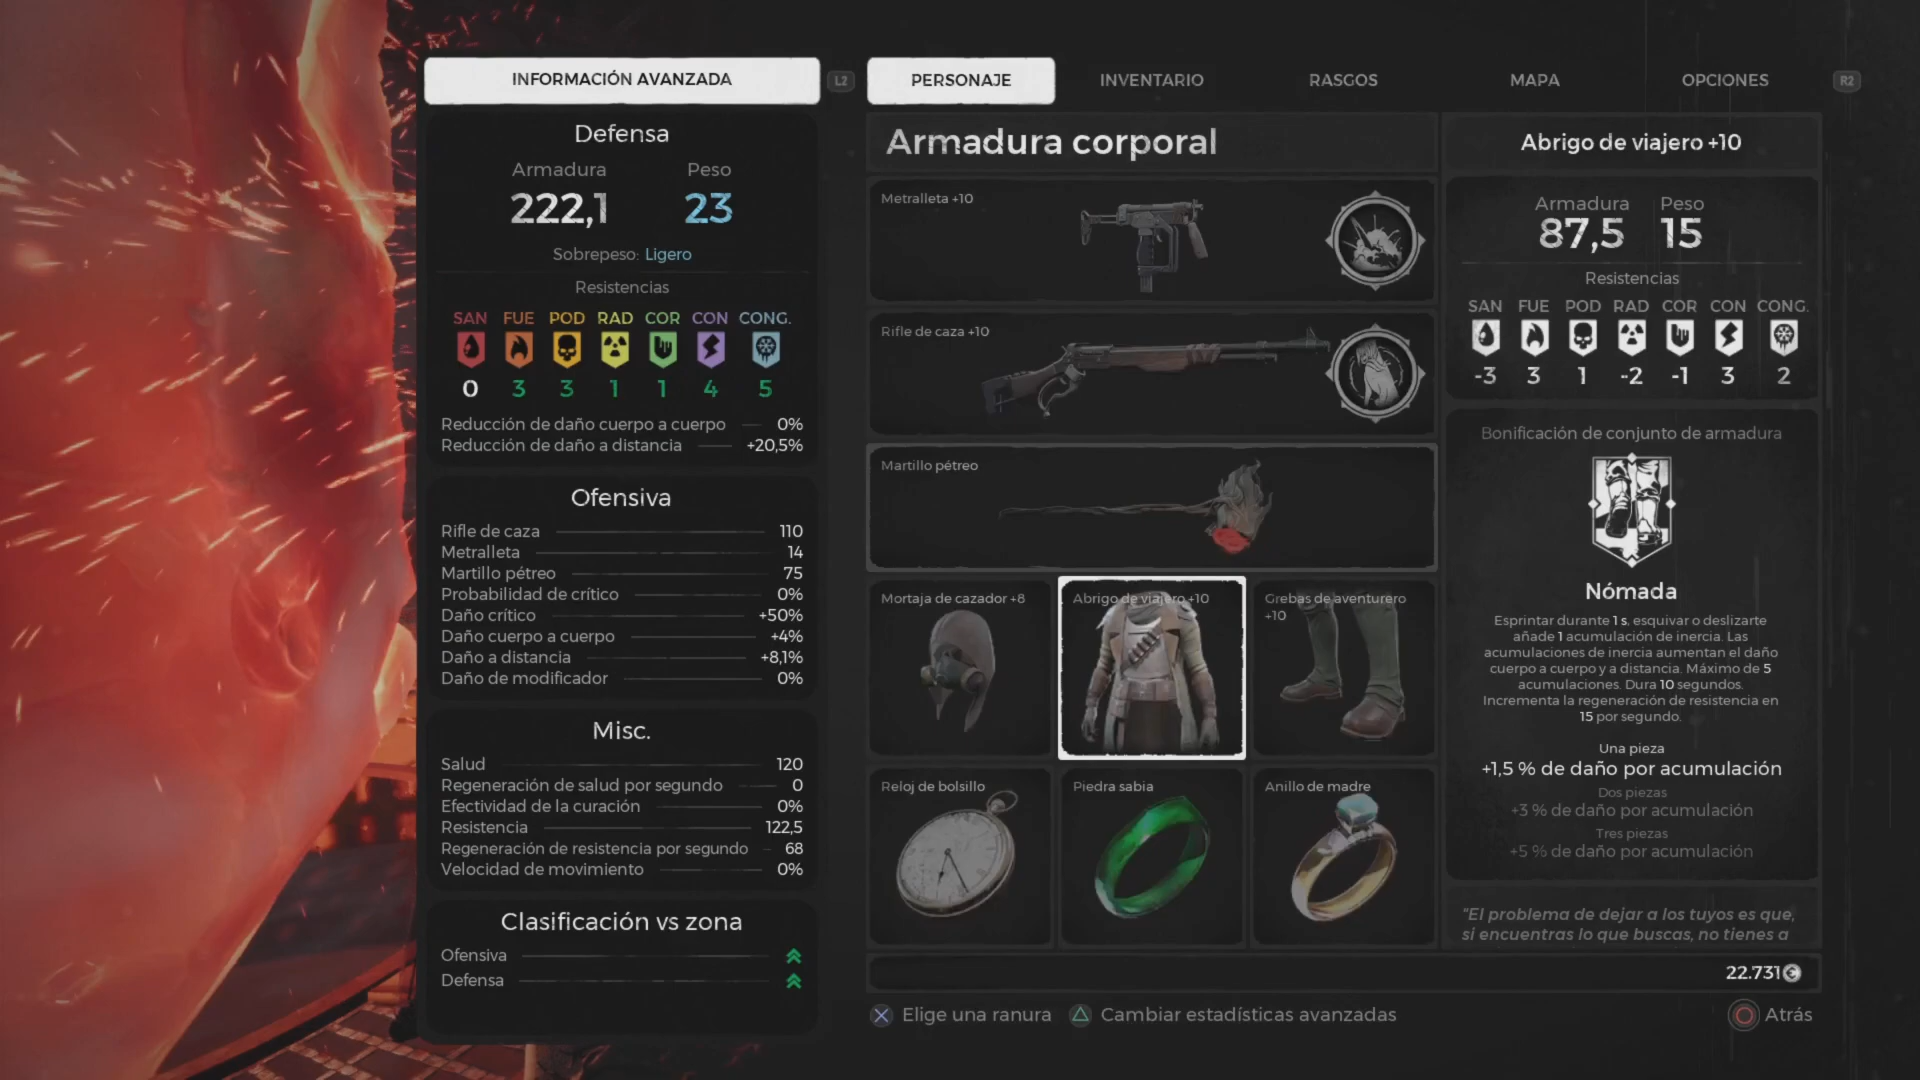 INFORMACIÓN AVANZADA
L2
PERSONAJE
INVENTARIO
RASGOS
MAPA
OPCIONES
R2
Defensa
Armadura
Peso
222,1
23
Sobrepeso: Ligero
Resistencias
SAN FUE POD RAD COR CON CONG.
0 3 3 1 1 4 5
Reducción de daño cuerpo a cuerpo 0%
Reducción de daño a distancia +20,5%
Ofensiva
Rifle de caza 110
Metralleta 14
Martillo pétreo 75
Probabilidad de crítico 0%
Daño crítico +50%
Daño cuerpo a cuerpo +4%
Daño a distancia +8,1%
Daño de modificador 0%
Misc.
Salud 120
Regeneración de salud por segundo 0
Efectividad de la curación 0%
Resistencia 122,5
Regeneración de resistencia por segundo 68
Velocidad de movimiento 0%
Clasificación vs zona
Ofensiva
Defensa
Armadura corporal
Metralleta +10
Rifle de caza +10
Martillo pétreo
Mortaja de cazador +8
Abrigo de viajero +10
Grebas de aventurero
+10
Reloj de bolsillo
Piedra sabia
Anillo de madre
Abrigo de viajero +10
Armadura
Peso
87,5
15
Resistencias
SAN FUE POD RAD COR CON CONG.
-3 3 1 -2 -1 3 2
Bonificación de conjunto de armadura
Nómada
Esprintar durante 1 s, esquivar o deslizarte
añade 1 acumulación de inercia. Las
acumulaciones de inercia aumentan el daño
cuerpo a cuerpo y a distancia. Máximo de 5
acumulaciones. Dura 10 segundos.
Incrementa la regeneración de resistencia en
15 por segundo.
Una pieza
+1,5 % de daño por acumulación
Dos piezas
+3 % de daño por acumulación
Tres piezas
+5 % de daño por acumulación
"El problema de dejar a los tuyos es que,
si encuentras lo que buscas, no tienes a
22.731
Elige una ranura
Cambiar estadísticas avanzadas
Atrás